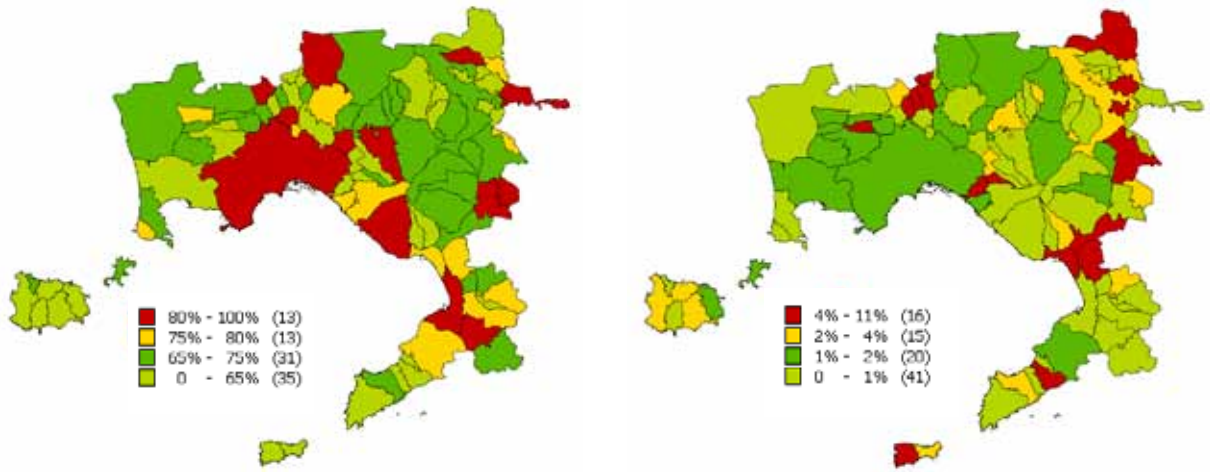 80% - 100% (13)
75% - 80% (13)
65% - 75% (31)
0 - 65% (35)
4% - 11% (16)
2% - 4% (15)
1% - 2% (20)
0 - 1% (41)